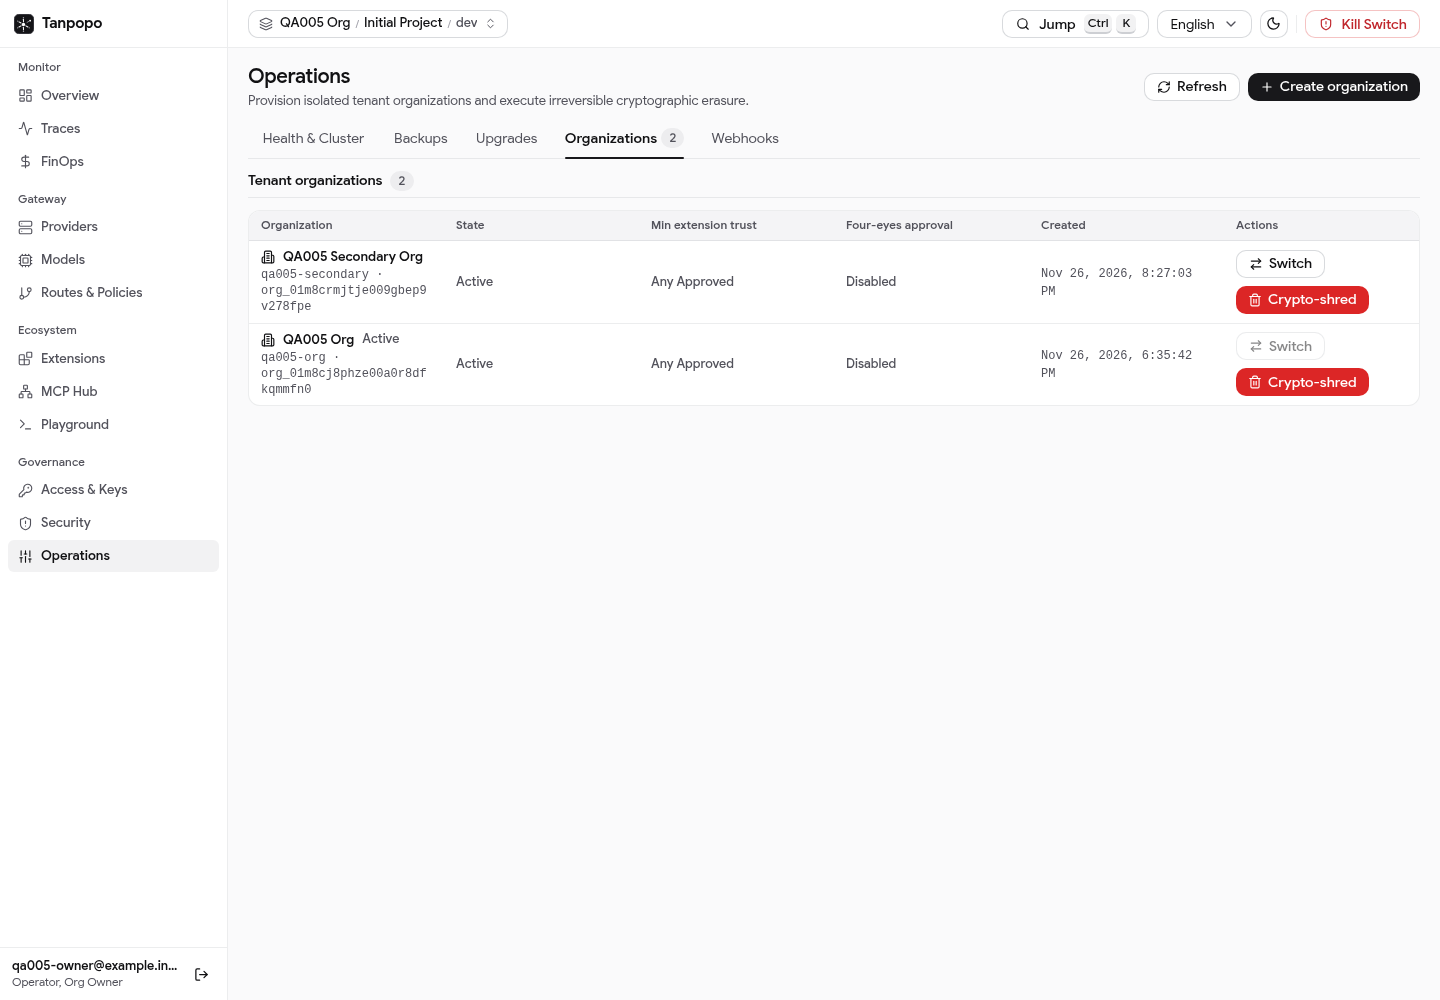 Tanpopo
Monitor
Overview
Traces
FinOps
Gateway
Providers
Models
Routes & Policies
Ecosystem
Extensions
MCP Hub
Playground
Governance
Access & Keys
Security
Operations
qa005-owner@example.in...
Operator, Org Owner
QA005 Org / Initial Project / dev
Jump Ctrl K
English
Kill Switch
Operations
Provision isolated tenant organizations and execute irreversible cryptographic erasure.
Refresh
Create organization
Health & Cluster
Backups
Upgrades
Organizations 2
Webhooks
Tenant organizations 2
Organization State Min extension trust Four-eyes approval Created Actions
QA005 Secondary Org
qa005-secondary ·
org_01m8crmjtje009gbep9
v278fpe
Active
Any Approved
Disabled
Nov 26, 2026, 8:27:03
PM
Switch
Crypto-shred
QA005 Org Active
qa005-org ·
org_01m8cj8phze00a0r8df
kqmmfn0
Active
Any Approved
Disabled
Nov 26, 2026, 6:35:42
PM
Switch
Crypto-shred